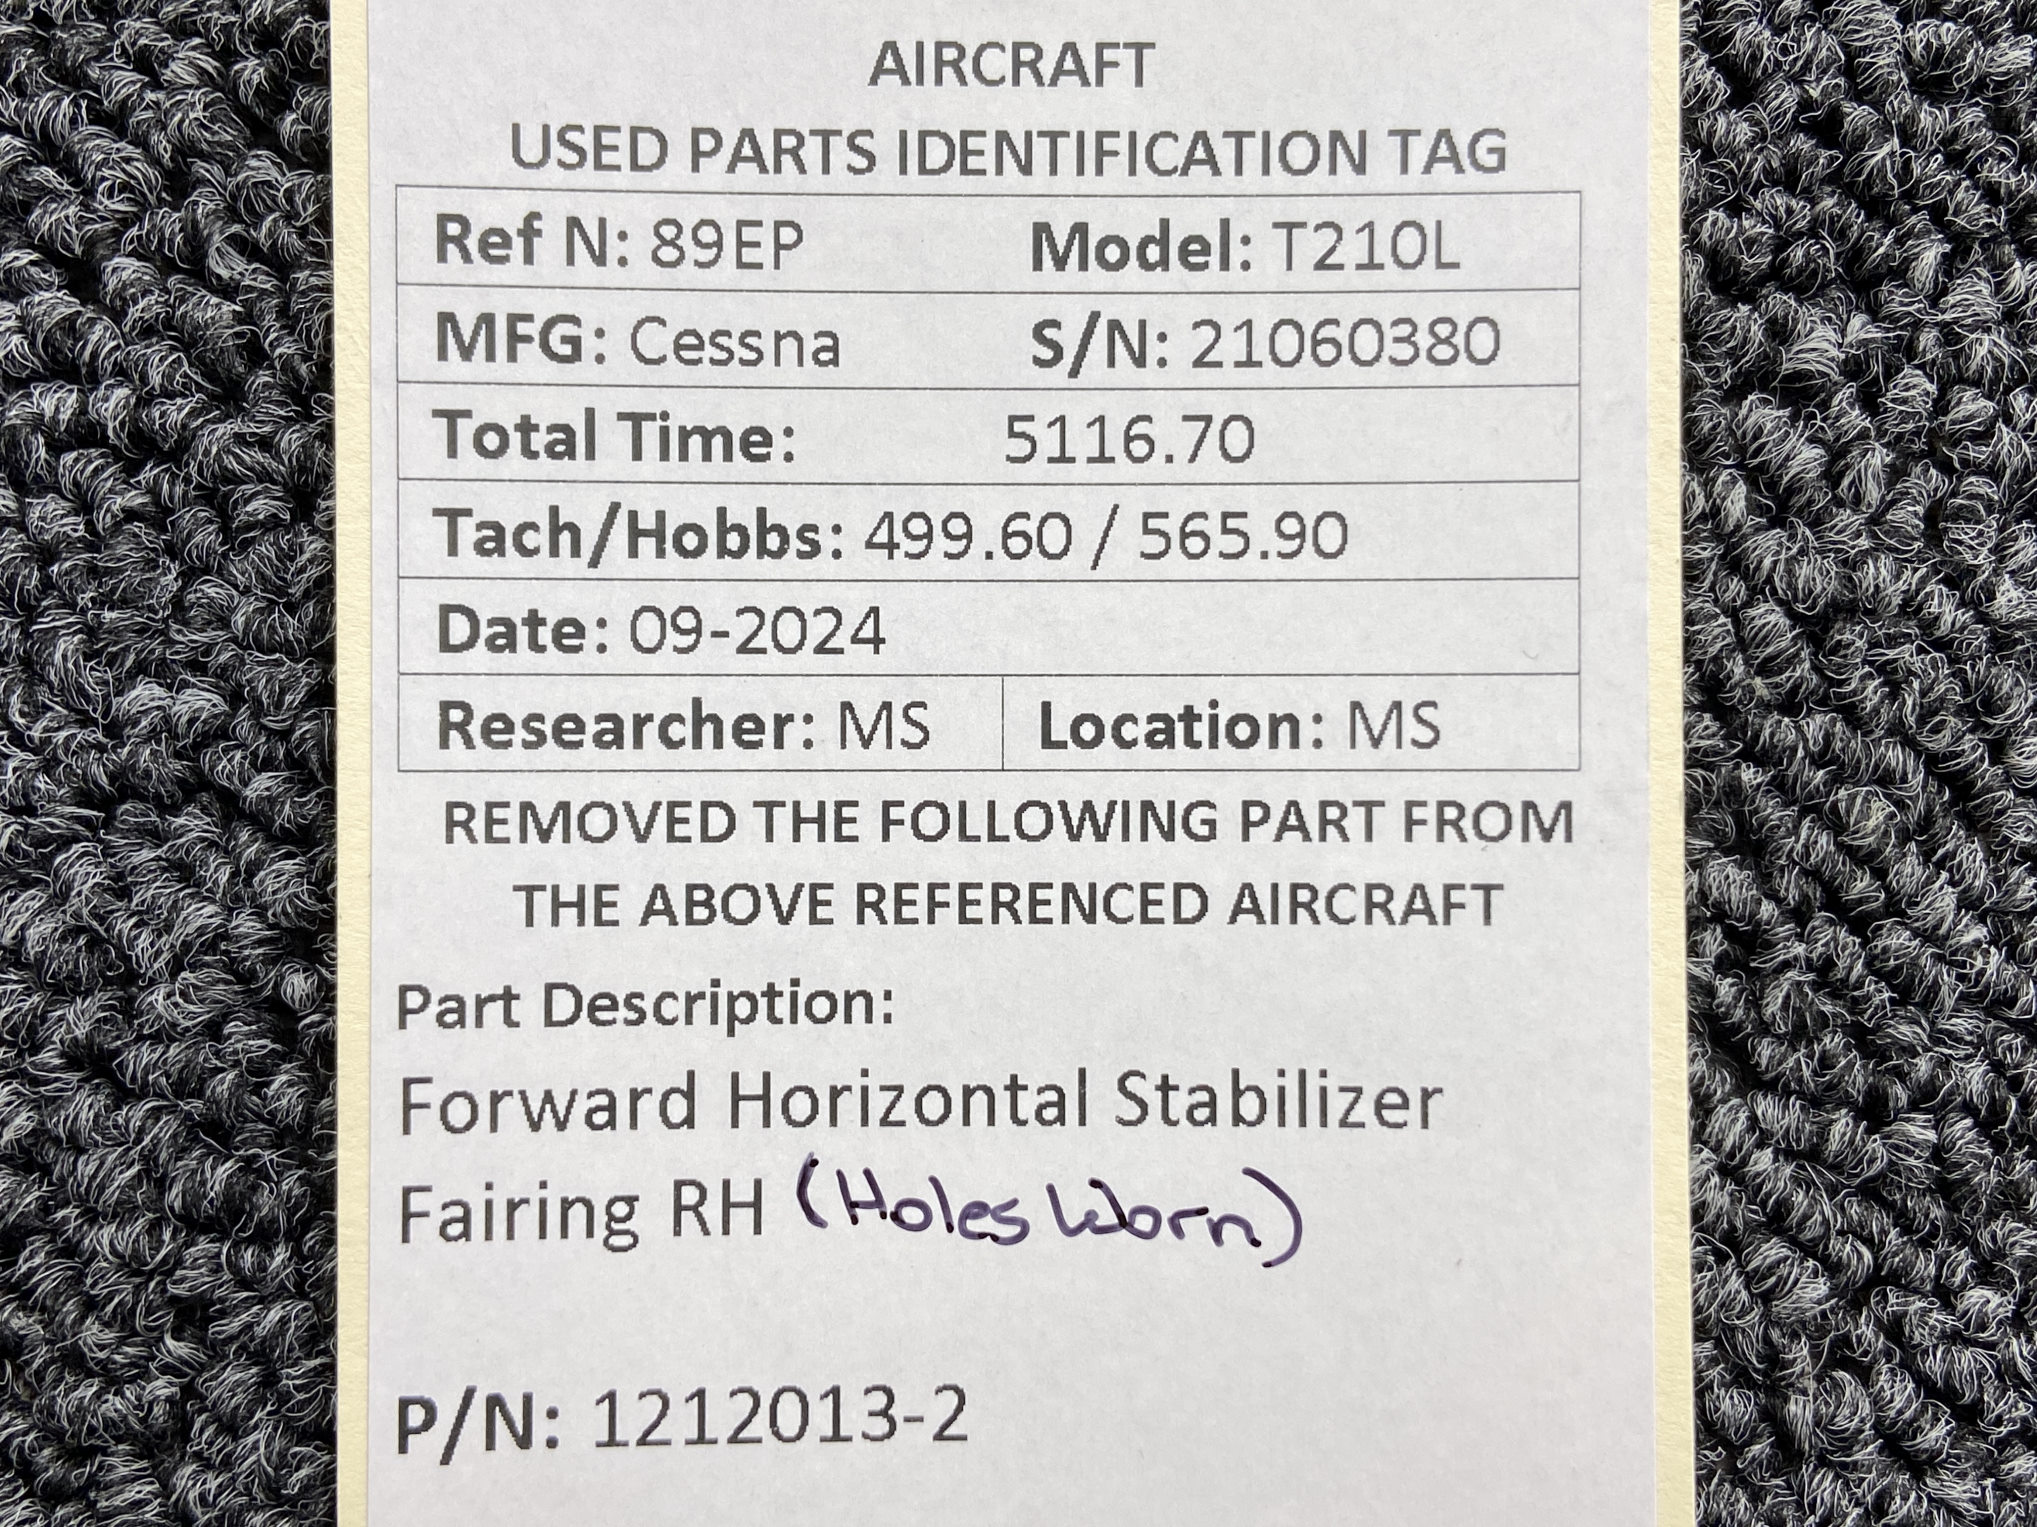 AIRCRAFT
USED PARTS IDENTIFICATION TAG
Ref N: 89EP Model: T210L
MFG: Cessna S/N: 21060380
Total Time: 5116.70
Tach/Hobbs: 499.60 / 565.90
Date: 09-2024
Researcher: MS Location: MS
REMOVED THE FOLLOWING PART FROM
THE ABOVE REFERENCED AIRCRAFT
Part Description:
Forward Horizontal Stabilizer
Fairing RH (Holes Worn)
P/N: 1212013-2